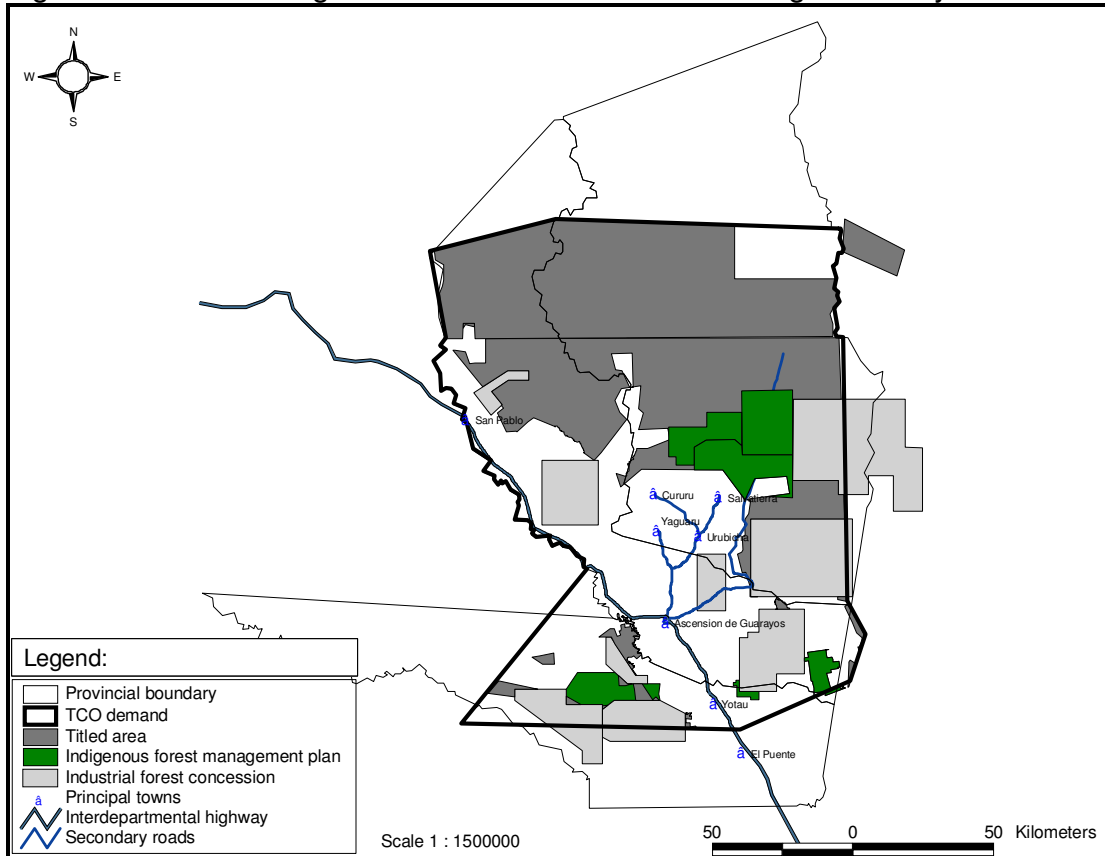 N
W E
S
San Pablo
Cururu
Salvatierra
Yaguaru
Urubicha
Ascension de Guarayos
Yotau
El Puente
Legend:
Provincial boundary
TCO demand
Titled area
Indigenous forest management plan
Industrial forest concession
â Principal towns
Interdepartmental highway
Secondary roads
Scale 1 : 1500000
50 0 50 Kilometers